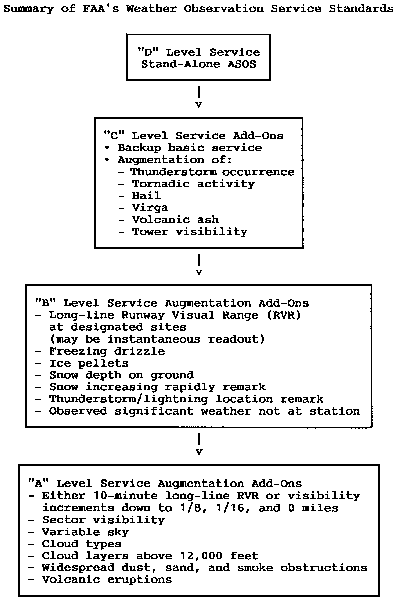 Summary of FAA's Weather Observation Service Standards
"D" Level Service
Stand-Alone ASOS
"C" Level Service Add-Ons
• Backup basic service
• Augmentation of:
- Thunderstorm occurrence
- Tornadic activity
- Hail
- Virga
- Volcanic ash
- Tower visibility
"B" Level Service Augmentation Add-Ons
- Long-line Runway Visual Range (RVR)
at designated sites
(may be instantaneous readout)
- Freezing drizzle
- Ice pellets
- Snow depth on ground
- Snow increasing rapidly remark
- Thunderstorm/lightning location remark
- Observed significant weather not at station
"A" Level Service Augmentation Add-Ons
- Either 10-minute long-line RVR or visibility
increments down to 1/8, 1/16, and 0 miles
- Sector visibility
- Variable sky
- Cloud types
- Cloud layers above 12,000 feet
- Widespread dust, sand, and smoke obstructions
- Volcanic eruptions